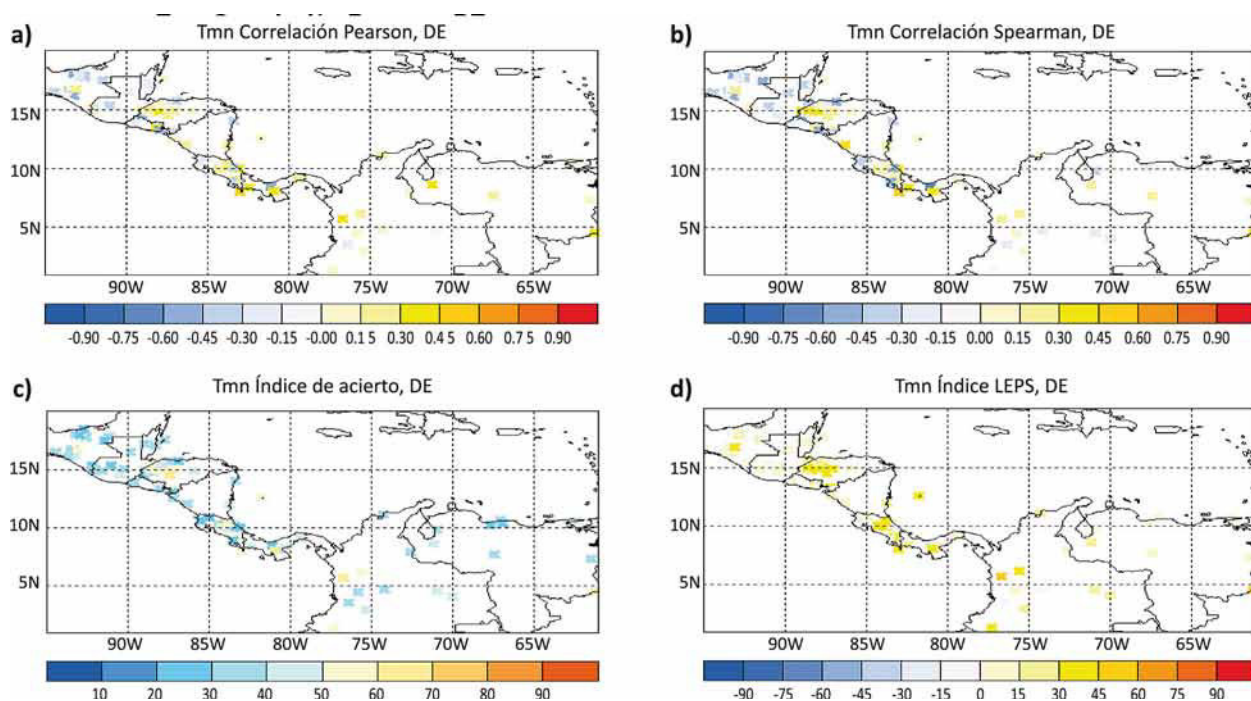 a) Tmn Correlación Pearson, DE
15N
10N
5N
90W 85W 80W 75W 70W 65W
-0.90 -0.75 -0.60 -0.45 -0.30 -0.15 -0.00 0.15 0.30 0.45 0.60 0.75 0.90
b) Tmn Correlación Spearman, DE
15N
10N
5N
90W 85W 80W 75W 70W 65W
-0.90 -0.75 -0.60 -0.45 -0.30 -0.15 0.00 0.15 0.30 0.45 0.60 0.75 0.90
c) Tmn Índice de acierto, DE
15N
10N
5N
90W 85W 80W 75W 70W 65W
10 20 30 40 50 60 70 80 90
d) Tmn Índice LEPS, DE
15N
10N
5N
90W 85W 80W 75W 70W 65W
-90 -75 -60 -45 -30 -15 0 15 30 45 60 75 90